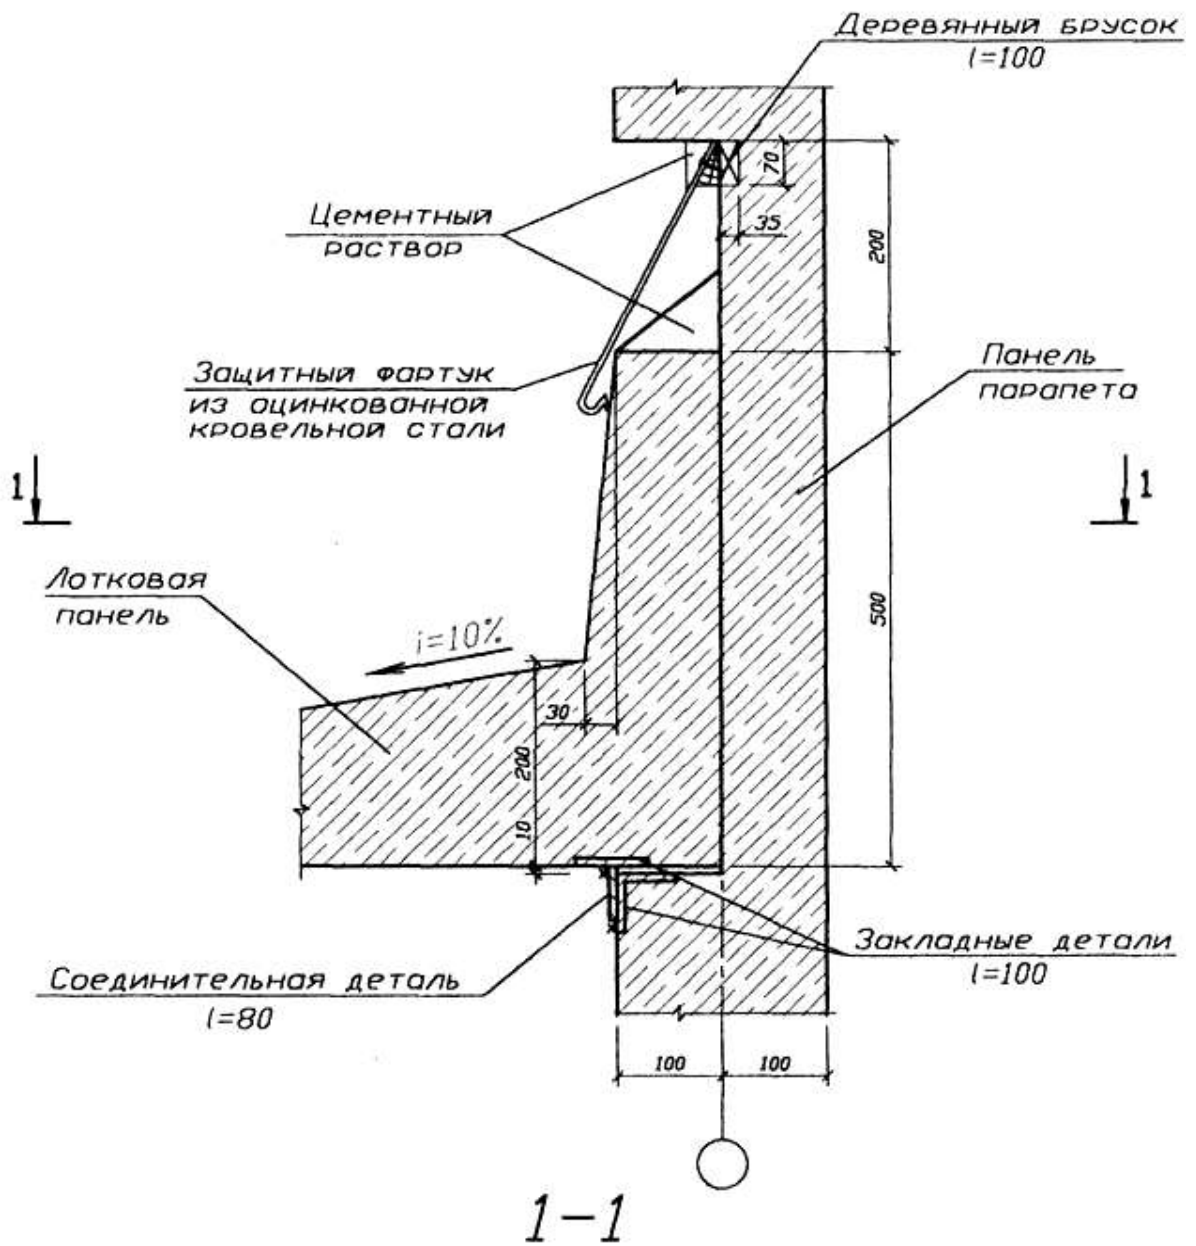 Деревянный брусок
l=100
70
Цементный
раствор
35
200
Защитный фартук
из оцинкованной
кровельной стали
Панель
парапета
1
1
Лотковая
панель
i=10%
500
30
200
10
Закладные детали
l=100
Соединительная деталь
l=80
100
100
1-1